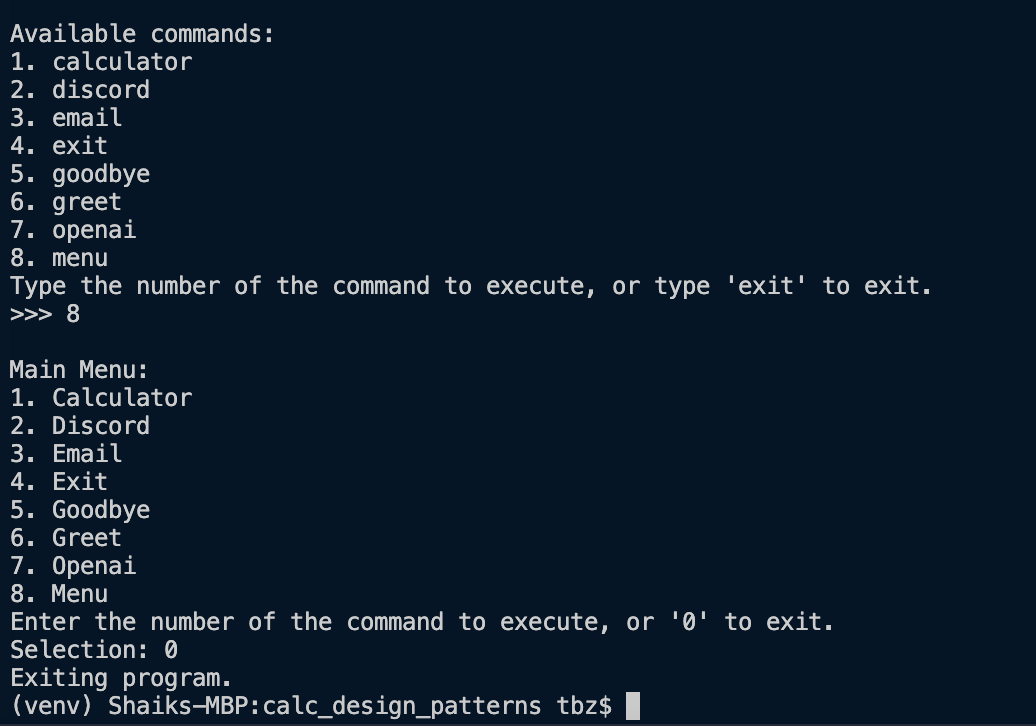 Available commands:
1. calculator
2. discord
3. email
4. exit
5. goodbye
6. greet
7. openai
8. menu
Type the number of the command to execute, or type 'exit' to exit.
>>> 8
Main Menu:
1. Calculator
2. Discord
3. Email
4. Exit
5. Goodbye
6. Greet
7. Openai
8. Menu
Enter the number of the command to execute, or '0' to exit.
Selection: 0
Exiting program.
(venv) Shaiks-MBP:calc_design_patterns tbz$